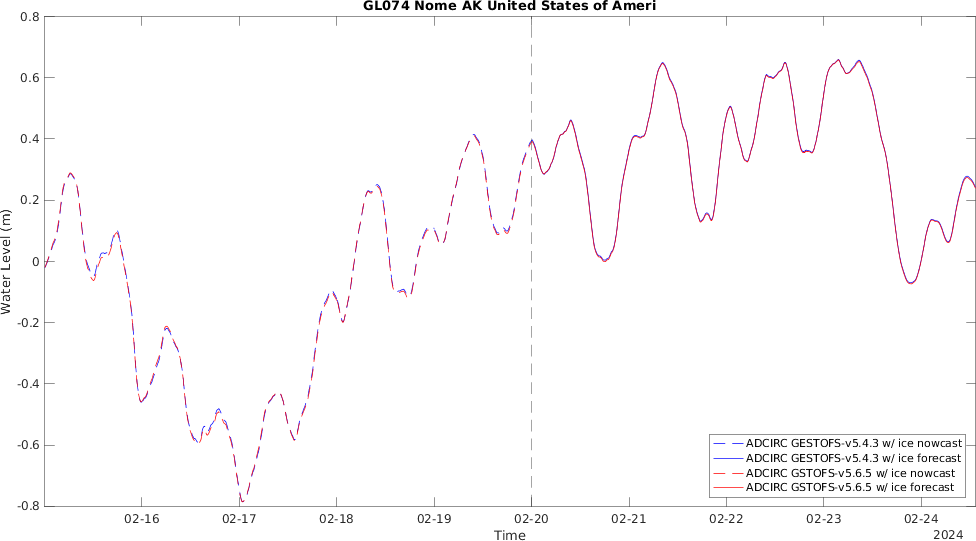 GL074 Nome AK United States of Ameri
Water Level (m)
0.8
0.6
0.4
0.2
0
-0.2
-0.4
-0.6
-0.8
ADCIRC GESTOFS-v5.4.3 w/ ice nowcast
ADCIRC GESTOFS-v5.4.3 w/ ice forecast
ADCIRC GSTOFS-v5.6.5 w/ ice nowcast
ADCIRC GSTOFS-v5.6.5 w/ ice forecast
02-16 02-17 02-18 02-19 02-20 02-21 02-22 02-23 02-24
Time
2024